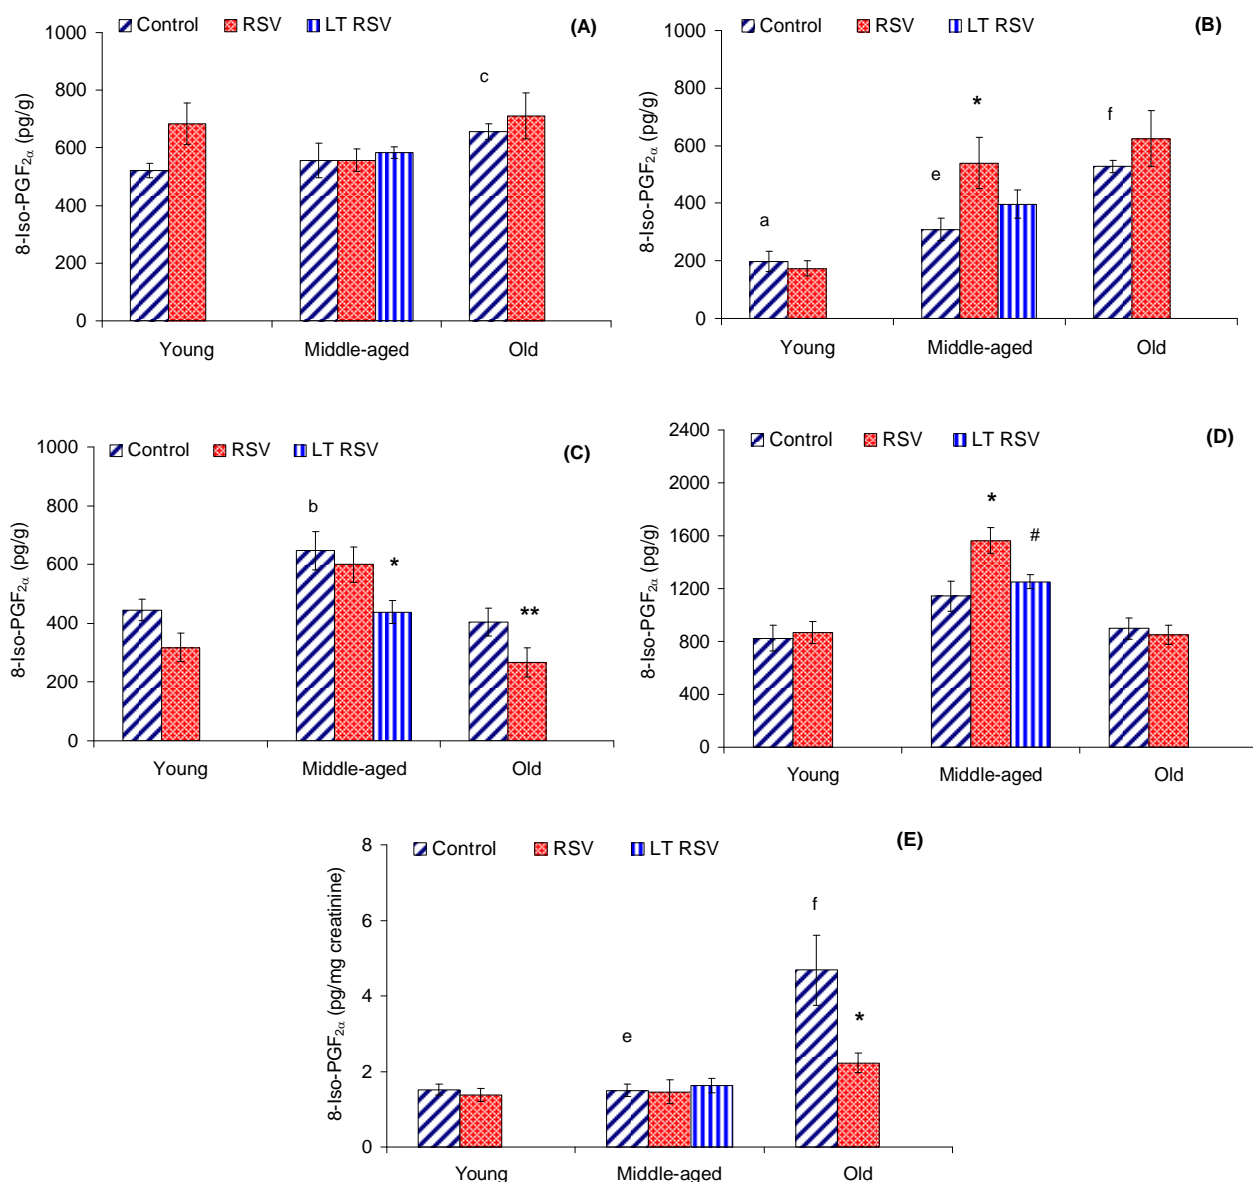 Control RSV LT RSV (A)
8-Iso-PGF2α (pg/g)
1000
800
600
400
200
0
c
Young Middle-aged Old
Control RSV LT RSV (B)
8-Iso-PGF2α (pg/g)
1000
800
600
400
200
0
a
e
*
f
Young Middle-aged Old
Control RSV LT RSV (C)
8-Iso-PGF2α (pg/g)
1000
800
600
400
200
0
b
*
**
Young Middle-aged Old
Control RSV LT RSV (D)
8-Iso-PGF2α (pg/g)
2400
2000
1600
1200
800
400
0
*
#
Young Middle-aged Old
Control RSV LT RSV (E)
8-Iso-PGF2α (pg/mg creatinine)
8
6
4
2
0
e
f
*
Young Middle-aged Old